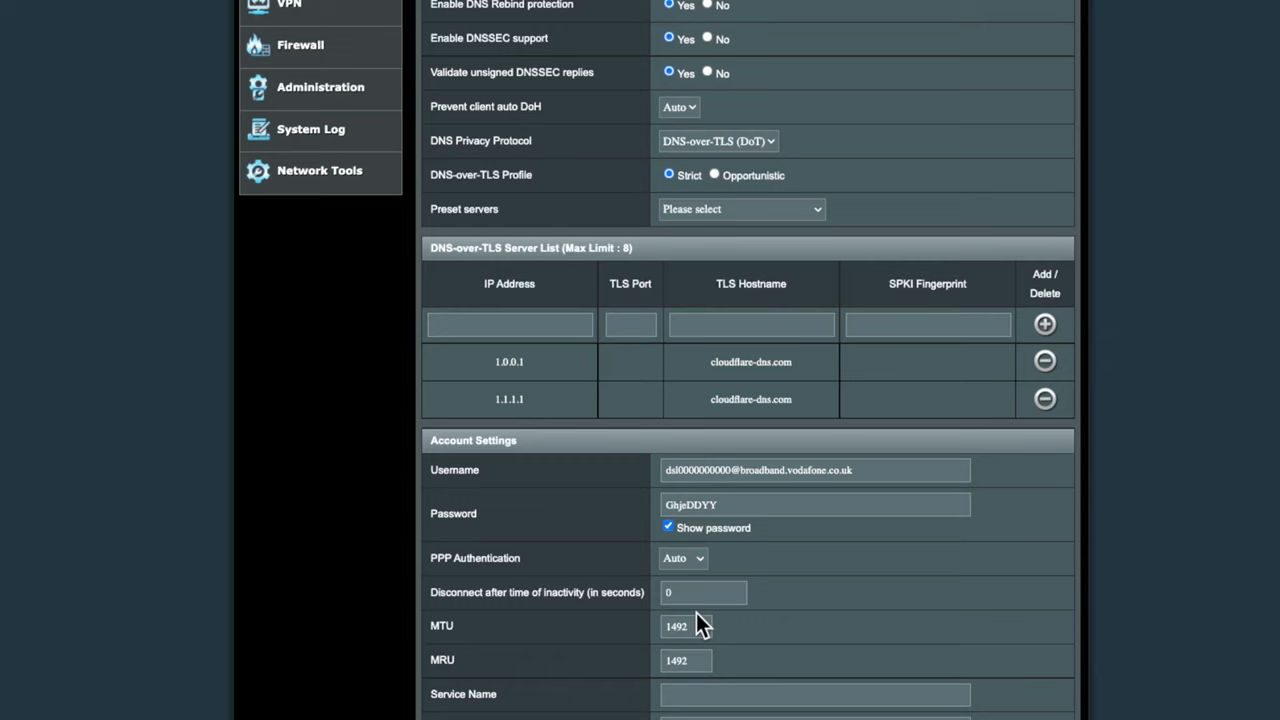 VPN
Firewall
Administration
System Log
Network Tools
Enable DNS Rebind protection Yes No
Enable DNSSEC support Yes No
Validate unsigned DNSSEC replies Yes No
Prevent client auto DoH Auto
DNS Privacy Protocol DNS-over-TLS (DoT)
DNS-over-TLS Profile Strict Opportunistic
Preset servers Please select
DNS-over-TLS Server List (Max Limit : 8)
IP Address TLS Port TLS Hostname SPKI Fingerprint Add / Delete
1.0.0.1 cloudflare-dns.com
1.1.1.1 cloudflare-dns.com
Account Settings
Username dsl0000000000@broadband.vodafone.co.uk
Password GhjeDDYY
Show password
PPP Authentication Auto
Disconnect after time of inactivity (in seconds) 0
MTU 1492
MRU 1492
Service Name